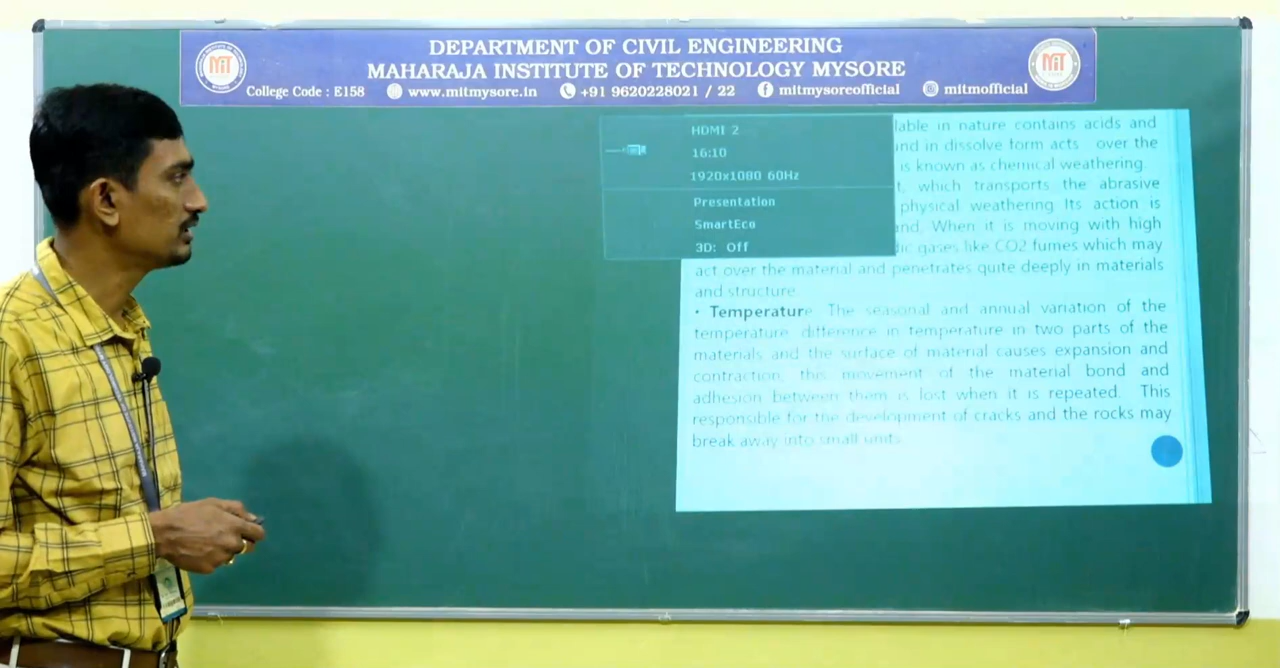 DEPARTMENT OF CIVIL ENGINEERING
MAHARAJA INSTITUTE OF TECHNOLOGY MYSORE
College Code : E158 www.mitmysore.in +91 9620228021 / 22 mitmysoreofficial mitmofficial
MIT
MIT
HDMI 2
16:10
1920x1080 60Hz
Presentation
SmartEco
3D: Off
lable in nature contains acids and
and in dissolve form acts over the
is known as chemical weathering.
t, which transports the abrasive
physical weathering. Its action is
and. When it is moving with high
dic gases like CO2 fumes which may
act over the material and penetrates quite deeply in materials
and structure.
• Temperature The seasonal and annual variation of the
temperature, difference in temperature in two parts of the
materials and the surface of material causes expansion and
contraction, this movement of the material bond and
adhesion between them is lost when it is repeated. This
responsible for the development of cracks and the rocks may
break away into small units